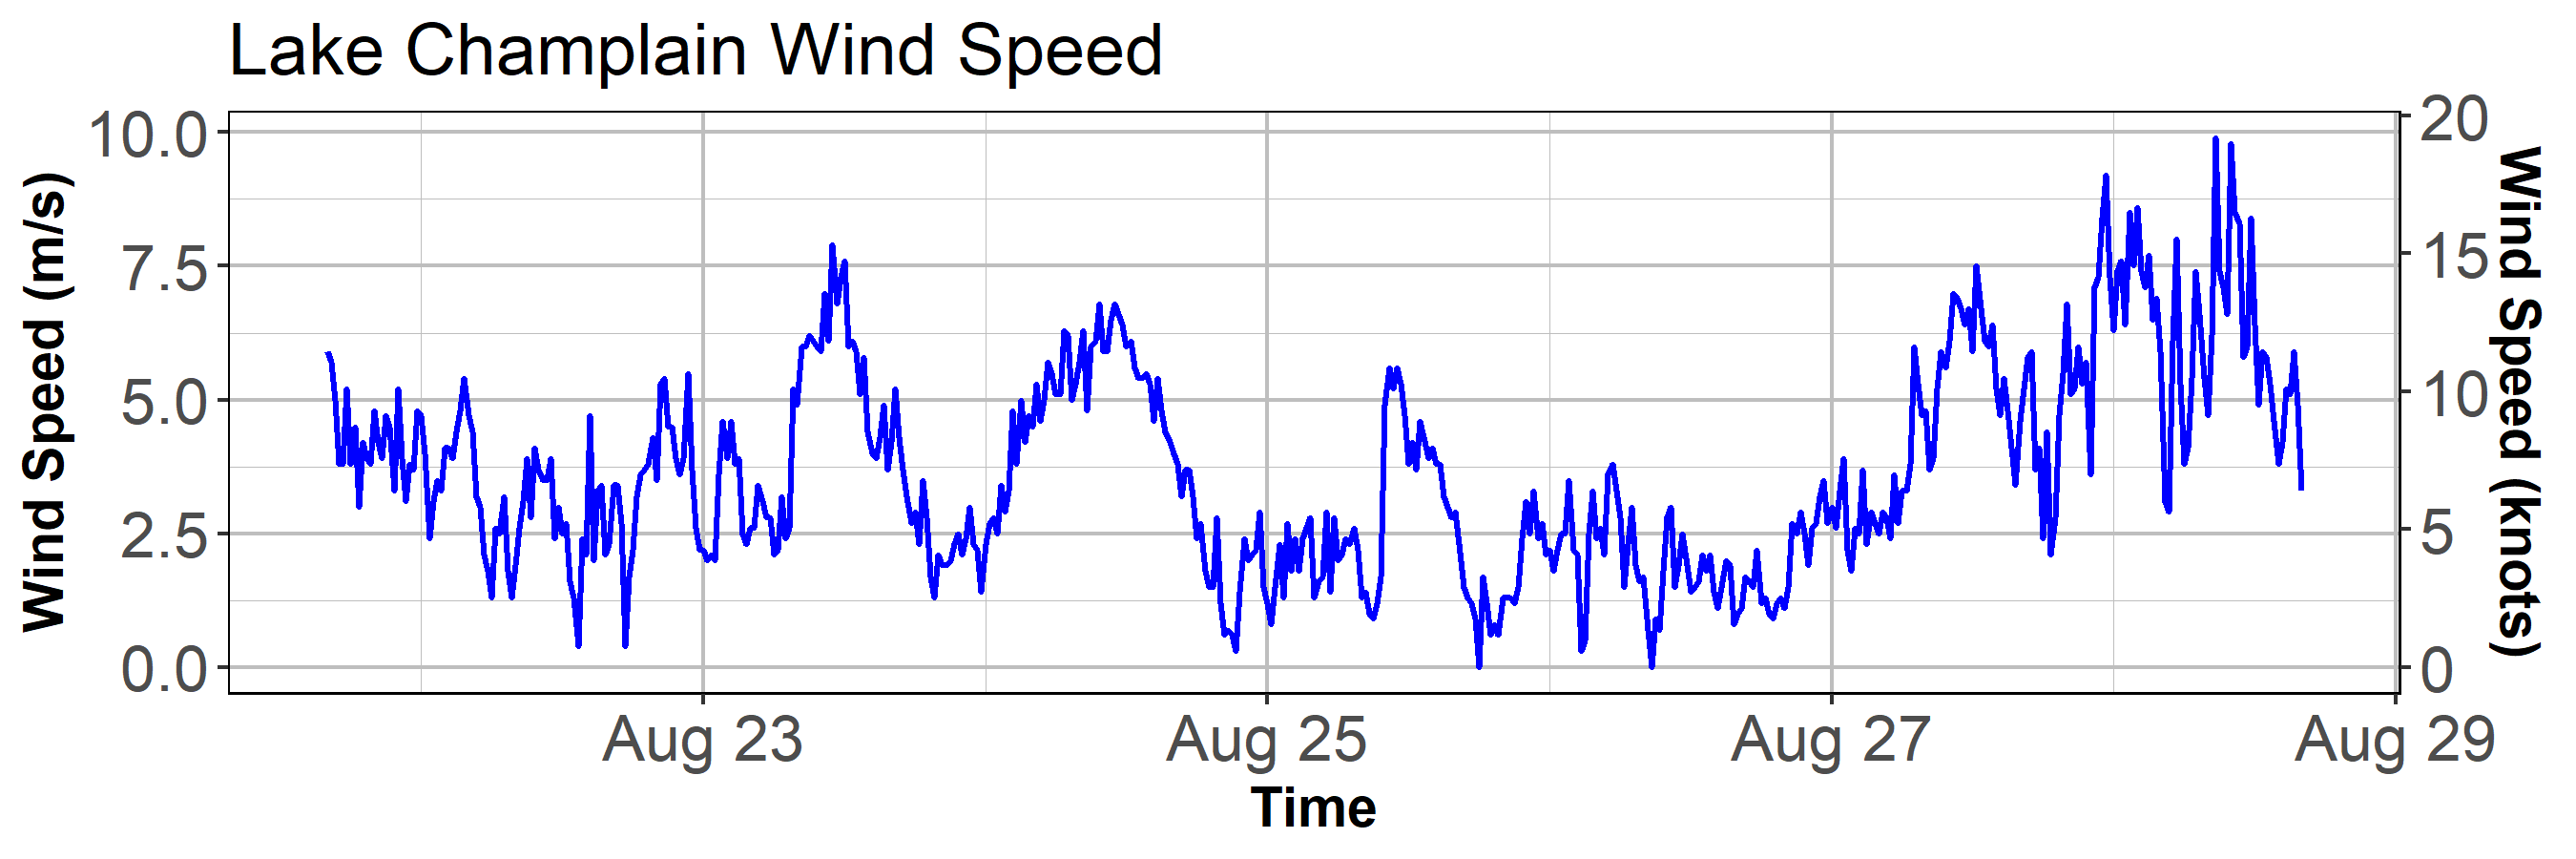 Lake Champlain Wind Speed
Wind Speed (m/s)
10.0
7.5
5.0
2.5
0.0
20
15
10
5
0
Wind Speed (knots)
Aug 23 Aug 25 Aug 27 Aug 29
Time